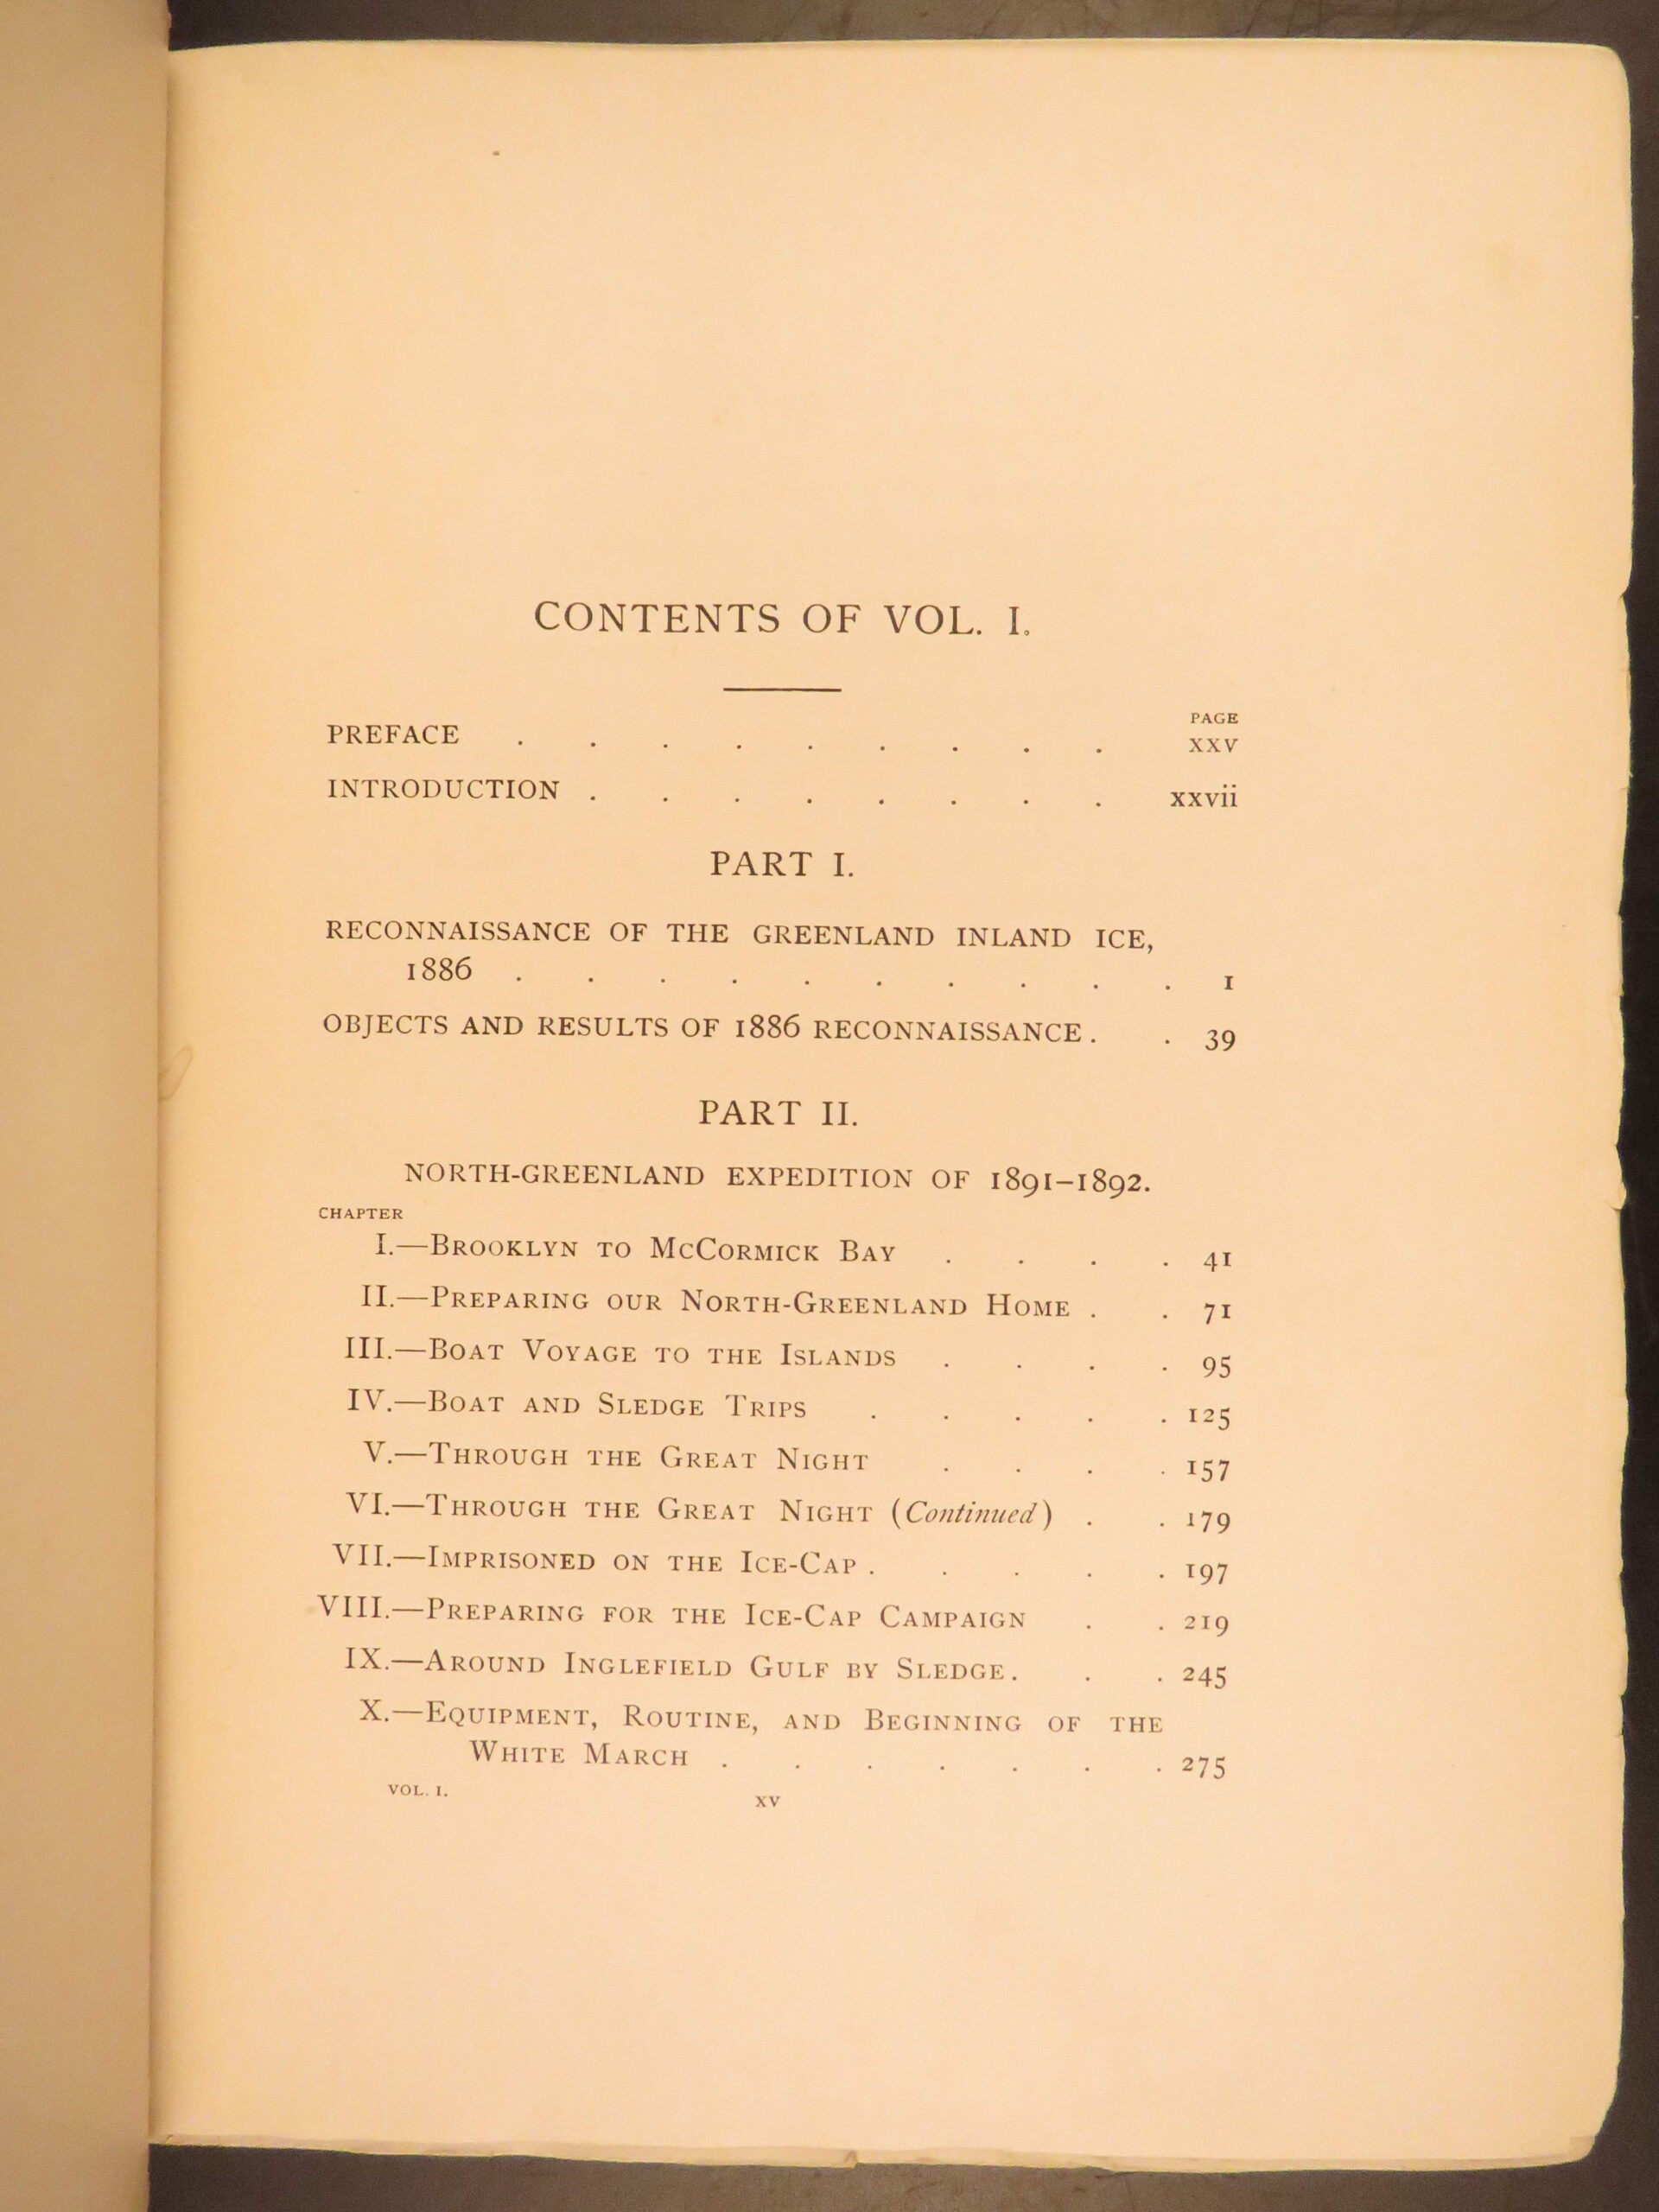 CONTENTS OF VOL. I.
PAGE
PREFACE . . . . . . . . . XXV
INTRODUCTION . . . . . . . . xxvii
PART I.
RECONNAISSANCE OF THE GREENLAND INLAND ICE,
1886 . . . . . . . . . . 1
OBJECTS AND RESULTS OF 1886 RECONNAISSANCE . . 39
PART II.
NORTH-GREENLAND EXPEDITION OF 1891–1892.
CHAPTER
I.—BROOKLYN TO MCCORMICK BAY . . . . 41
II.—PREPARING OUR NORTH-GREENLAND HOME . . 71
III.—BOAT VOYAGE TO THE ISLANDS . . . . 95
IV.—BOAT AND SLEDGE TRIPS . . . . . 125
V.—THROUGH THE GREAT NIGHT . . . . 157
VI.—THROUGH THE GREAT NIGHT (Continued) . . 179
VII.—IMPRISONED ON THE ICE-CAP . . . . . 197
VIII.—PREPARING FOR THE ICE-CAP CAMPAIGN . . 219
IX.—AROUND INGLEFIELD GULF BY SLEDGE . . . 245
X.—EQUIPMENT, ROUTINE, AND BEGINNING OF THE
WHITE MARCH . . . . . . . 275
VOL. I.
XV